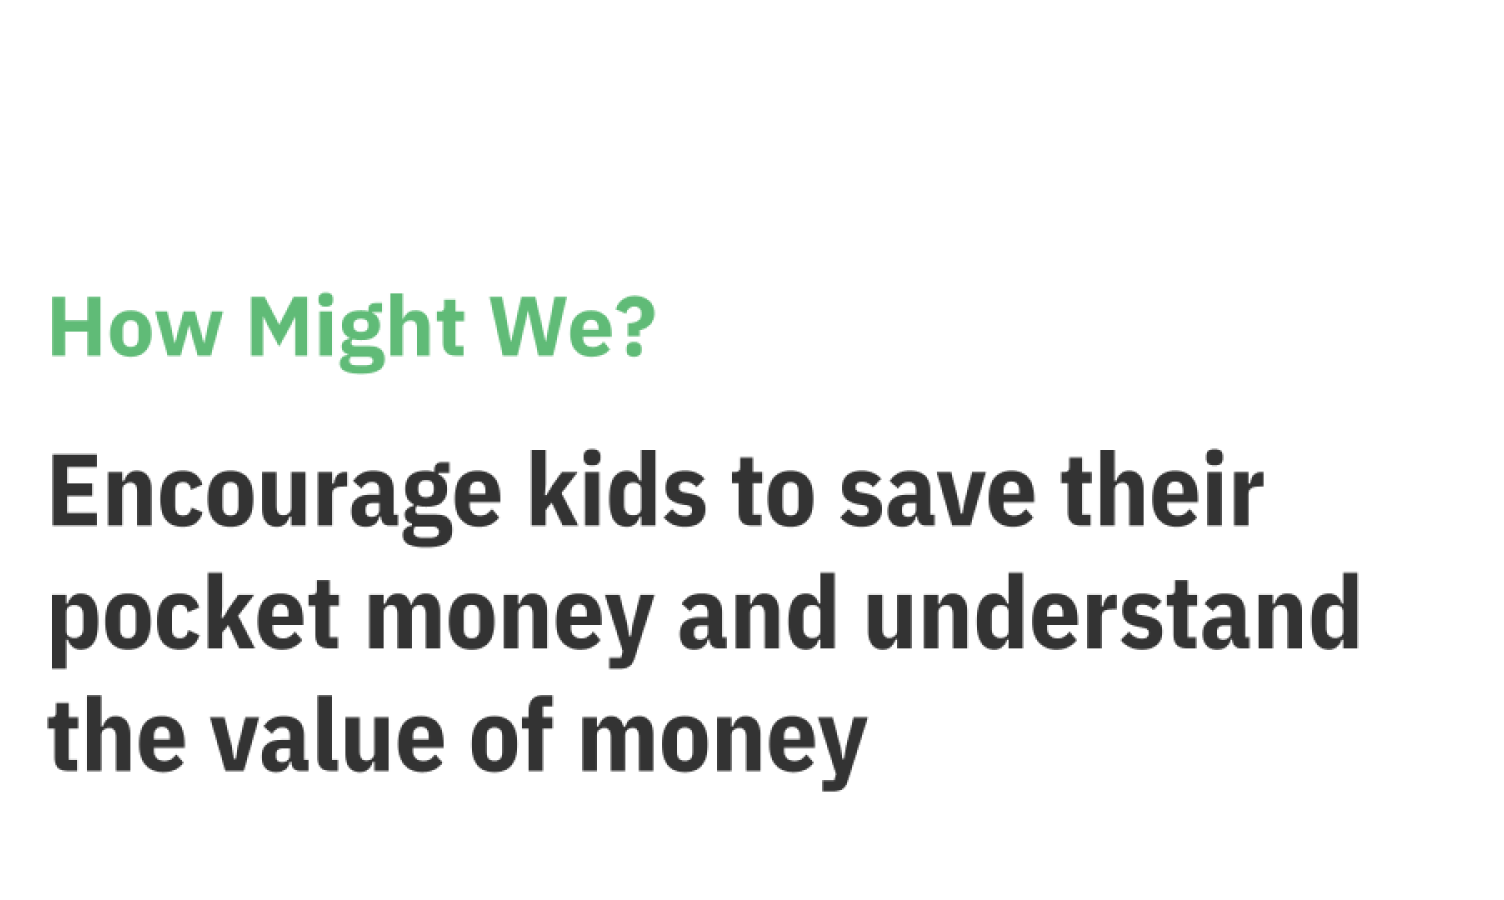 How Might We?
Encourage kids to save their
pocket money and understand
the value of money